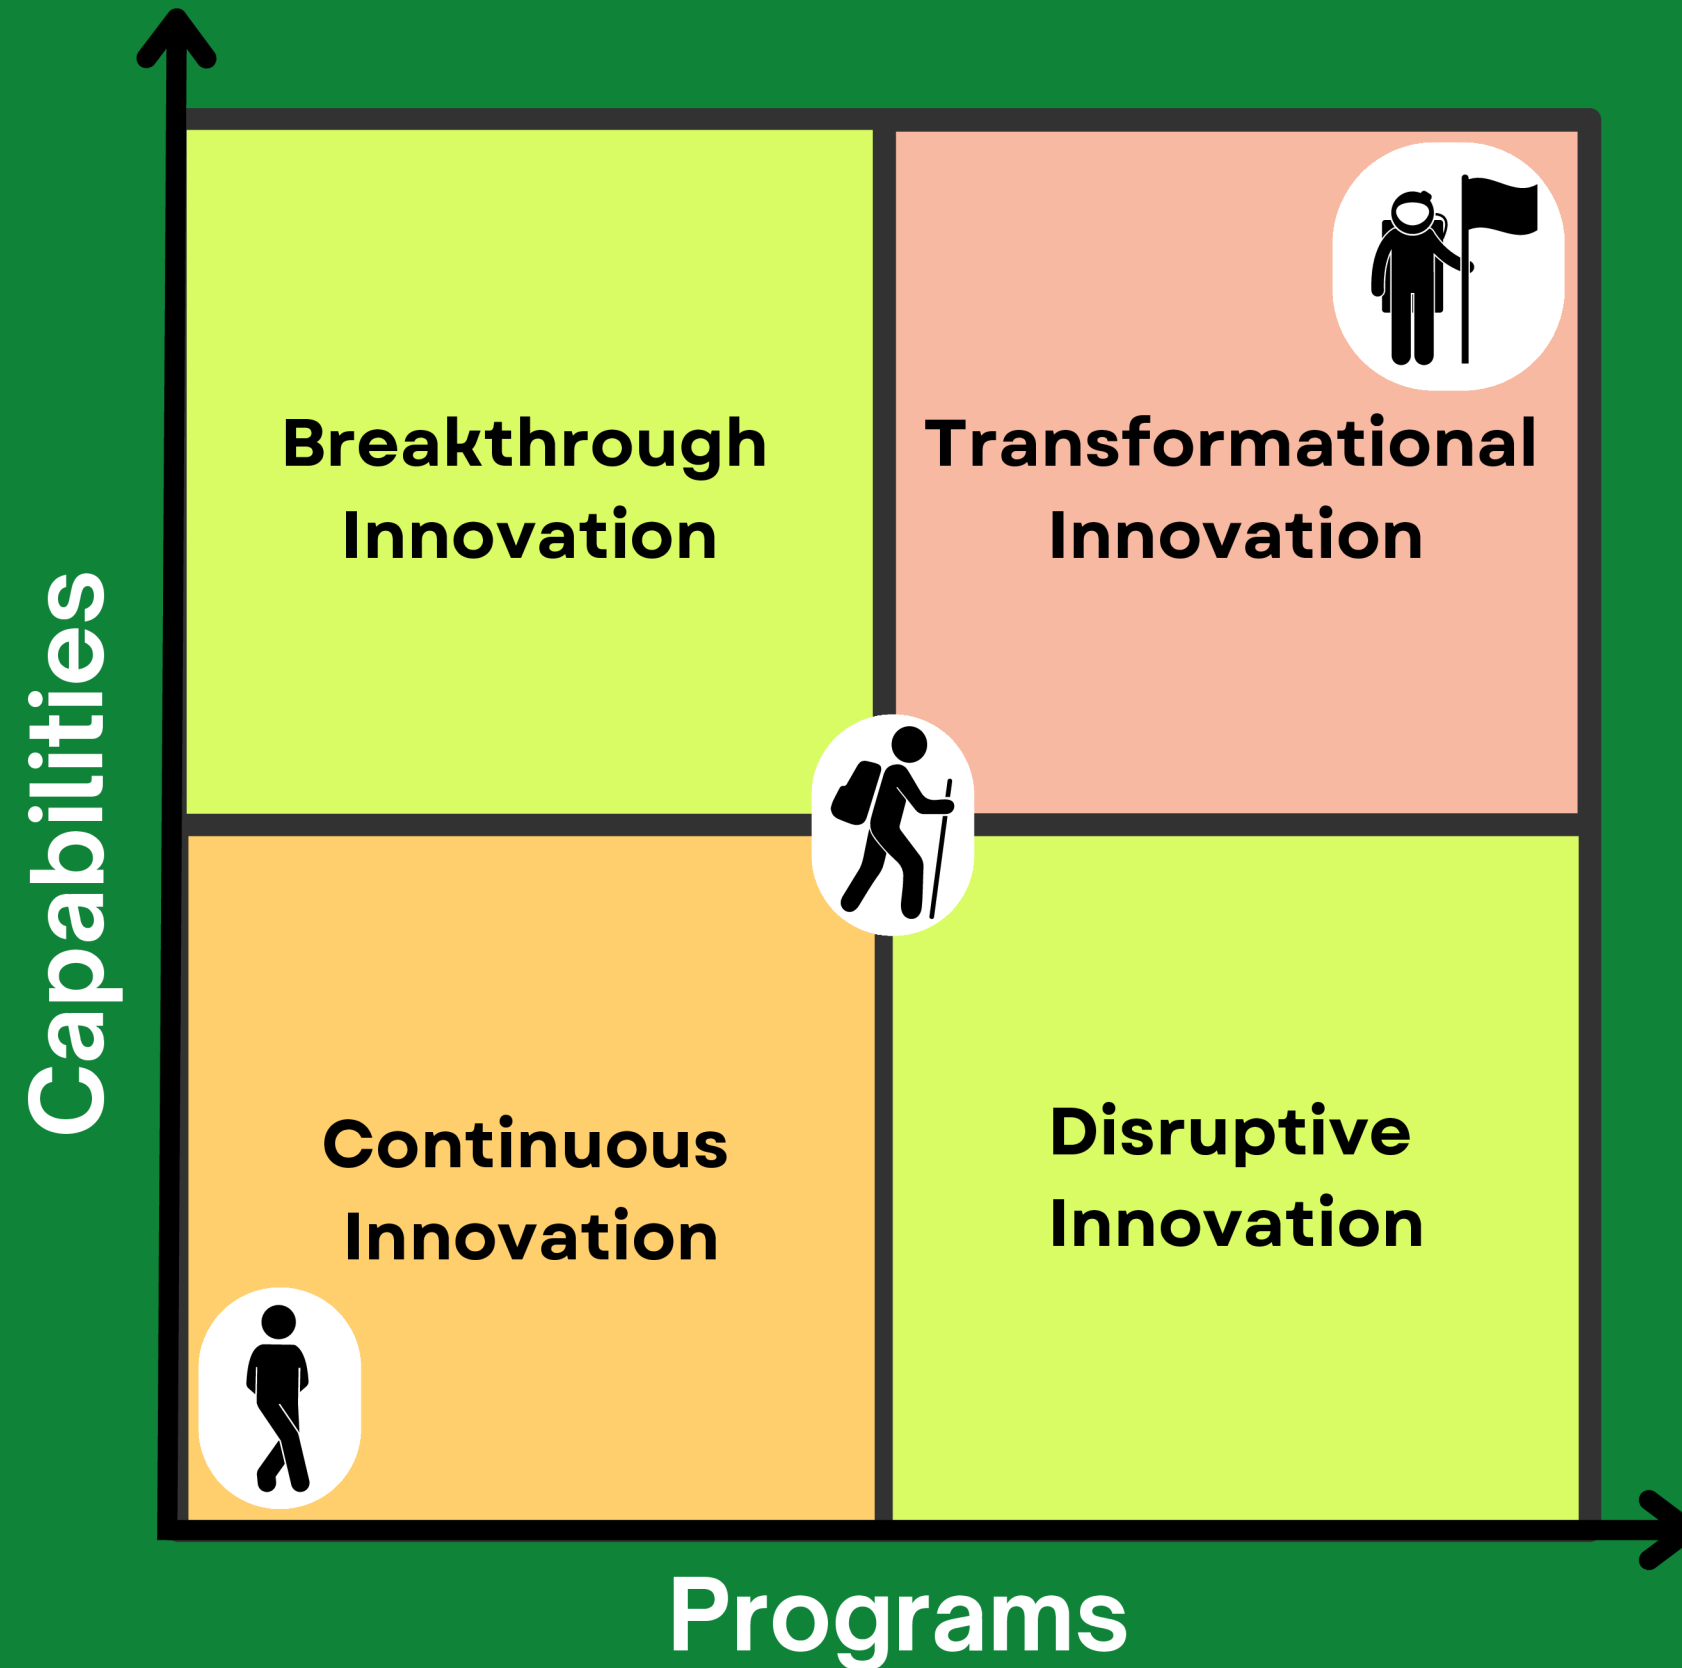 Breakthrough
Innovation
Transformational
Innovation
Capabilities
Continuous
Innovation
Disruptive
Innovation
Programs